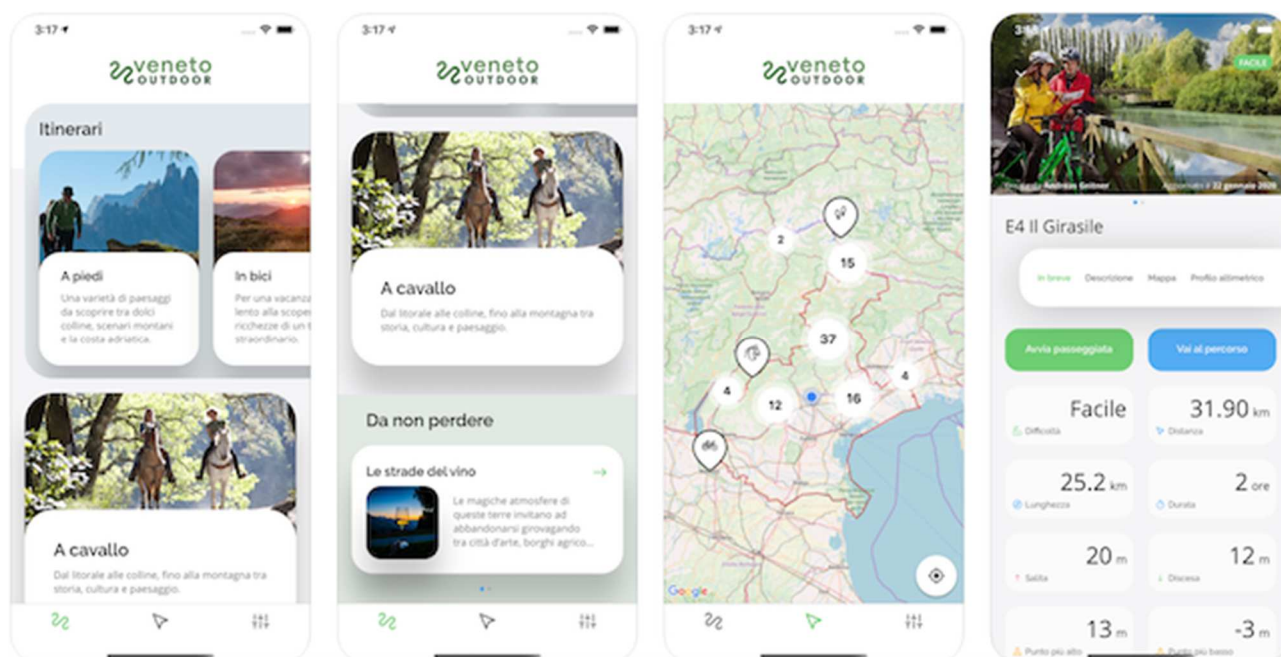 3:17
veneto
OUTDOOR
Itinerari
A piedi
Una varietà di paesaggi
da scoprire tra dolci
colline, scenari montani
e la costa adriatica.
In bici
Per una vacanza
lento alla scope
ricchezze di un t
straordinario.
A cavallo
Dal litorale alle colline, fino alla montagna tra
storia, cultura e paesaggio.
3:17
veneto
OUTDOOR
A cavallo
Dal litorale alle colline, fino alla montagna tra
storia, cultura e paesaggio.
Da non perdere
Le strade del vino
Le magiche atmosfere di
queste terre invitano ad
abbandonarsi girovagando
tra città d'arte, borghi agrico...
3:17
veneto
OUTDOOR
2
15
37
4
12
16
4
Google
FACILE
Andreas Geitner
22 gennaio 2020
E4 Il Girasile
In breve Descrizione Mappa Profilo altimetrico
Avvia passeggiata
Vai al percorso
Facile
Difficoltà
31.90 km
Distanza
25.2 km
Lunghezza
2 ore
Durata
20 m
Salita
12 m
Discesa
13 m
Punto più alto
-3 m
Punto più basso